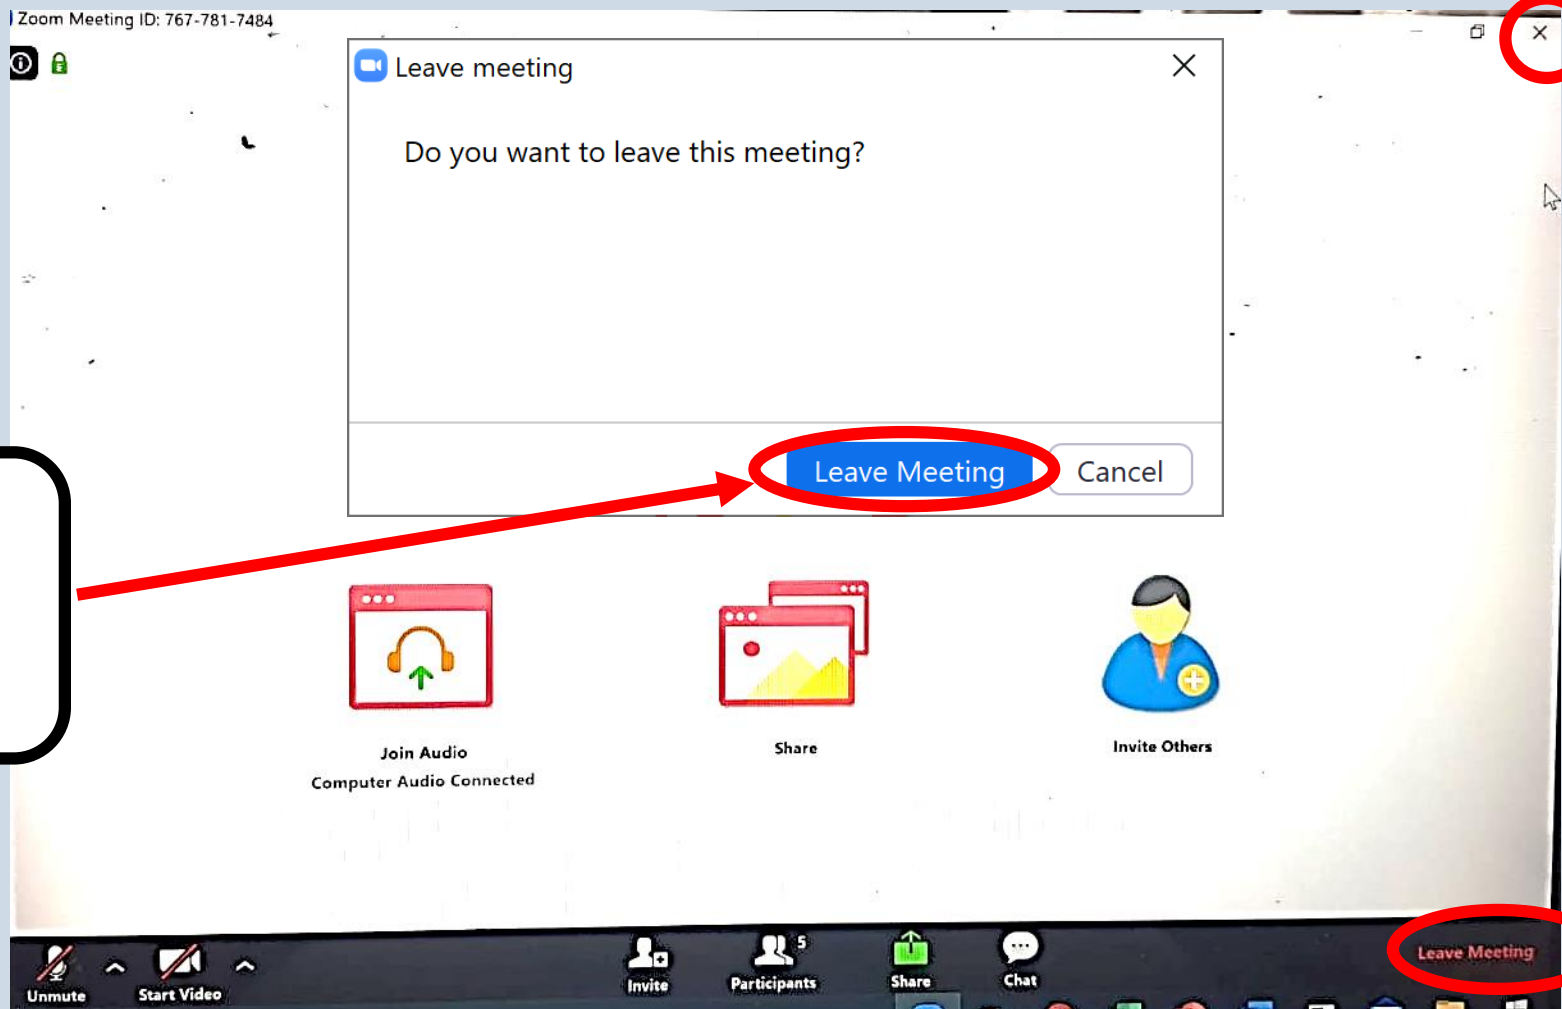 Zoom Meeting ID: 767-781-7484
Leave meeting
Do you want to leave this meeting?
Leave Meeting
Cancel
Join Audio
Computer Audio Connected
Share
Invite Others
Unmute
Start Video
Invite
Participants
5
Share
Chat
Leave Meeting